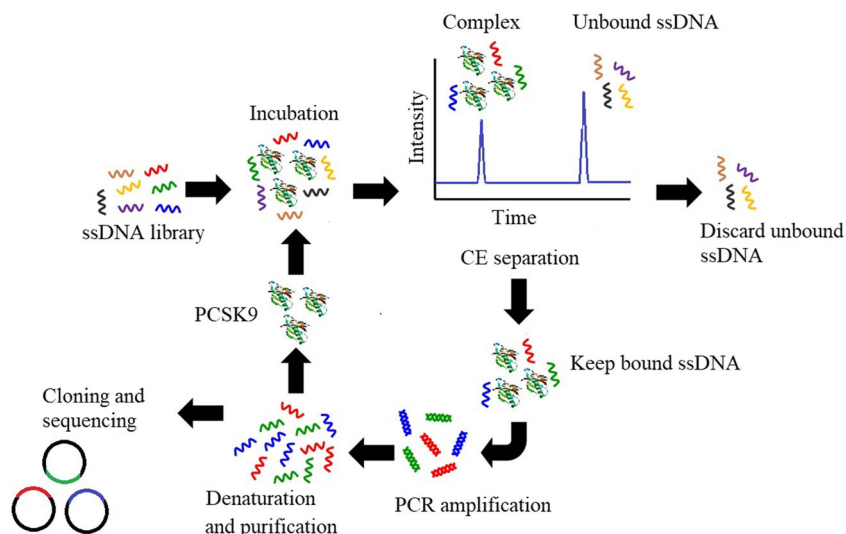 Complex
Unbound ssDNA
Incubation
Intensity
Time
ssDNA library
Discard unbound
ssDNA
CE separation
PCSK9
Keep bound ssDNA
Cloning and
sequencing
Denaturation
and purification
PCR amplification